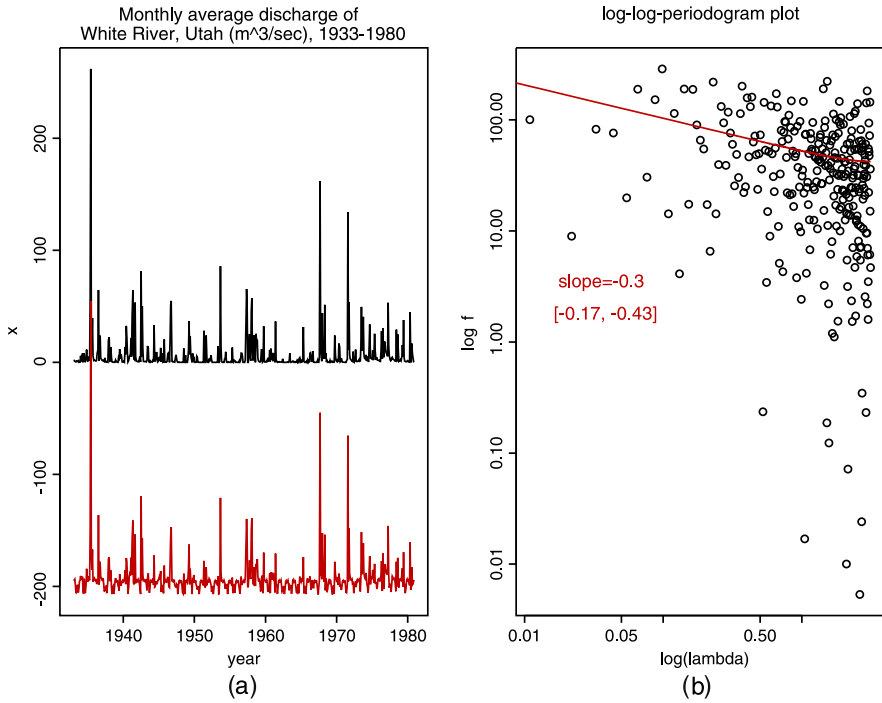 Monthly average discharge of
White River, Utah (m^3/sec), 1933-1980
x
200
100
0
-100
-200
1940
1950
1960
1970
1980
year
(a)
log-log-periodogram plot
log f
100.00
10.00
1.00
0.10
0.01
slope=-0.3
[-0.17, -0.43]
0.01
0.05
0.50
log(lambda)
(b)